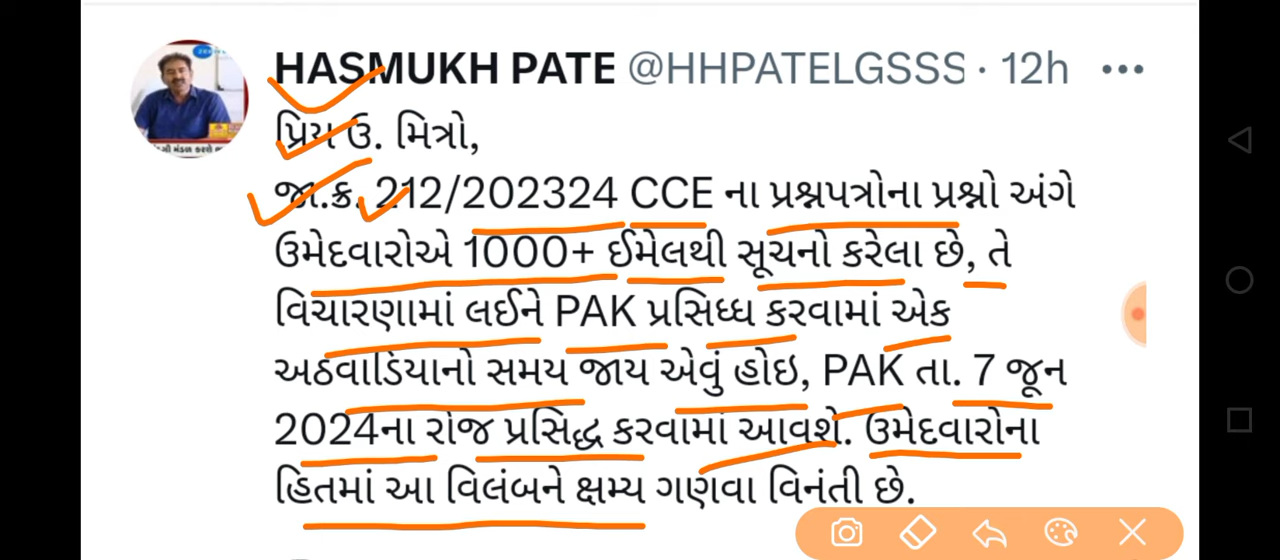 HASMUKH PATE @HHPATELGSSS · 12h
પ્રિય ઉ. મિત્રો,
જા.ક્ર. 212/202324 CCE ના પ્રશ્નપત્રોના પ્રશ્નો અંગે
ઉમેદવારોએ 1000+ ઈમેલથી સૂચનો કરેલા છે, તે
વિચારણામાં લઈને PAK પ્રસિધ્ધ કરવામાં એક
અઠવાડિયાનો સમય જાય એવું હોઇ, PAK તા. 7 જૂન
2024ના રોજ પ્રસિદ્ધ કરવામાં આવશે. ઉમેદવારોના
હિતમાં આ વિલંબને ક્ષમ્ય ગણવા વિનંતી છે.